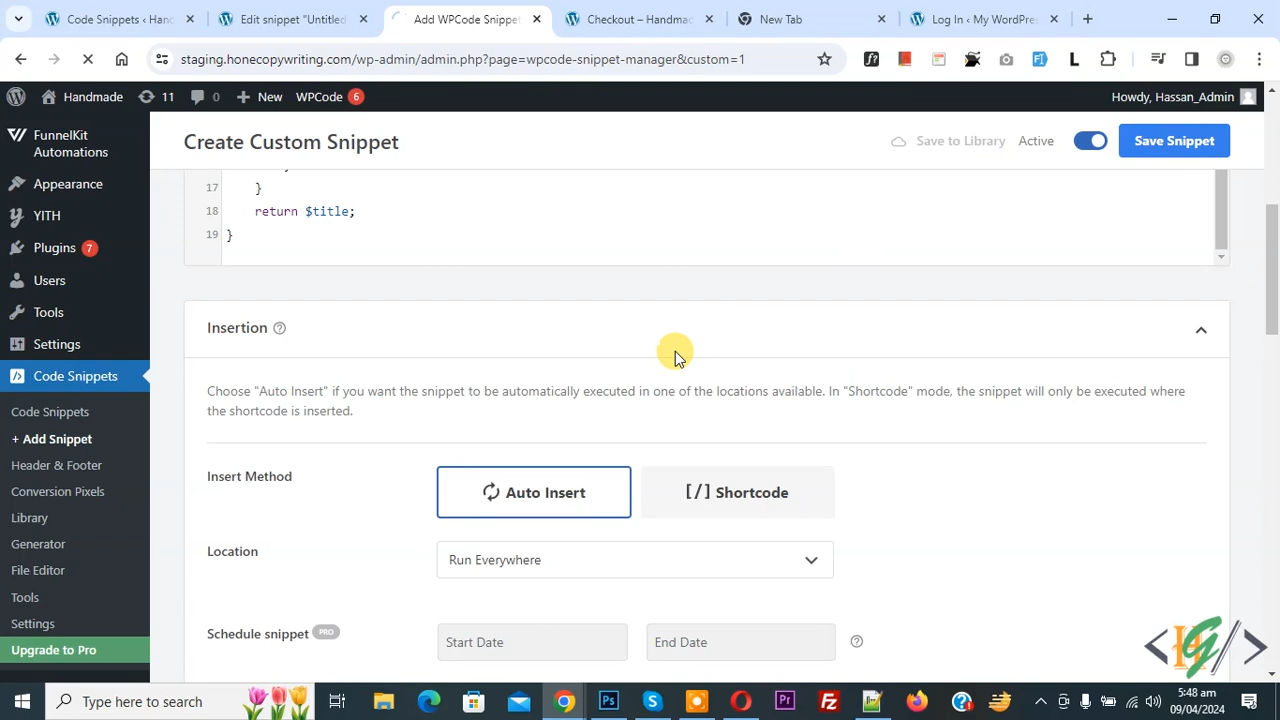 Code Snippets ‹ Han
Edit snippet "Untitled
Add WPCode Snippet
Checkout – Handmac
New Tab
Log In ‹ My WordPre
staging.hirecopywriting.com/wp-admin/admin.php?page=wpcode-snippet-manager&custom=1
Handmade
11
0
New
WPCode 6
Howdy, Hassan_Admin
FunnelKit
Automations
Appearance
YITH
Plugins 7
Users
Tools
Settings
Code Snippets
Code Snippets
+ Add Snippet
Header & Footer
Conversion Pixels
Library
Generator
File Editor
Tools
Settings
Upgrade to Pro
Create Custom Snippet
Save to Library
Active
Save Snippet
17 }
18 return $title;
19 }
Insertion
Choose "Auto Insert" if you want the snippet to be automatically executed in one of the locations available. In "Shortcode" mode, the snippet will only be executed where
the shortcode is inserted.
Insert Method
Auto Insert
[/] Shortcode
Location
Run Everywhere
Schedule snippet PRO
Start Date
End Date
Type here to search
5:48 am
09/04/2024